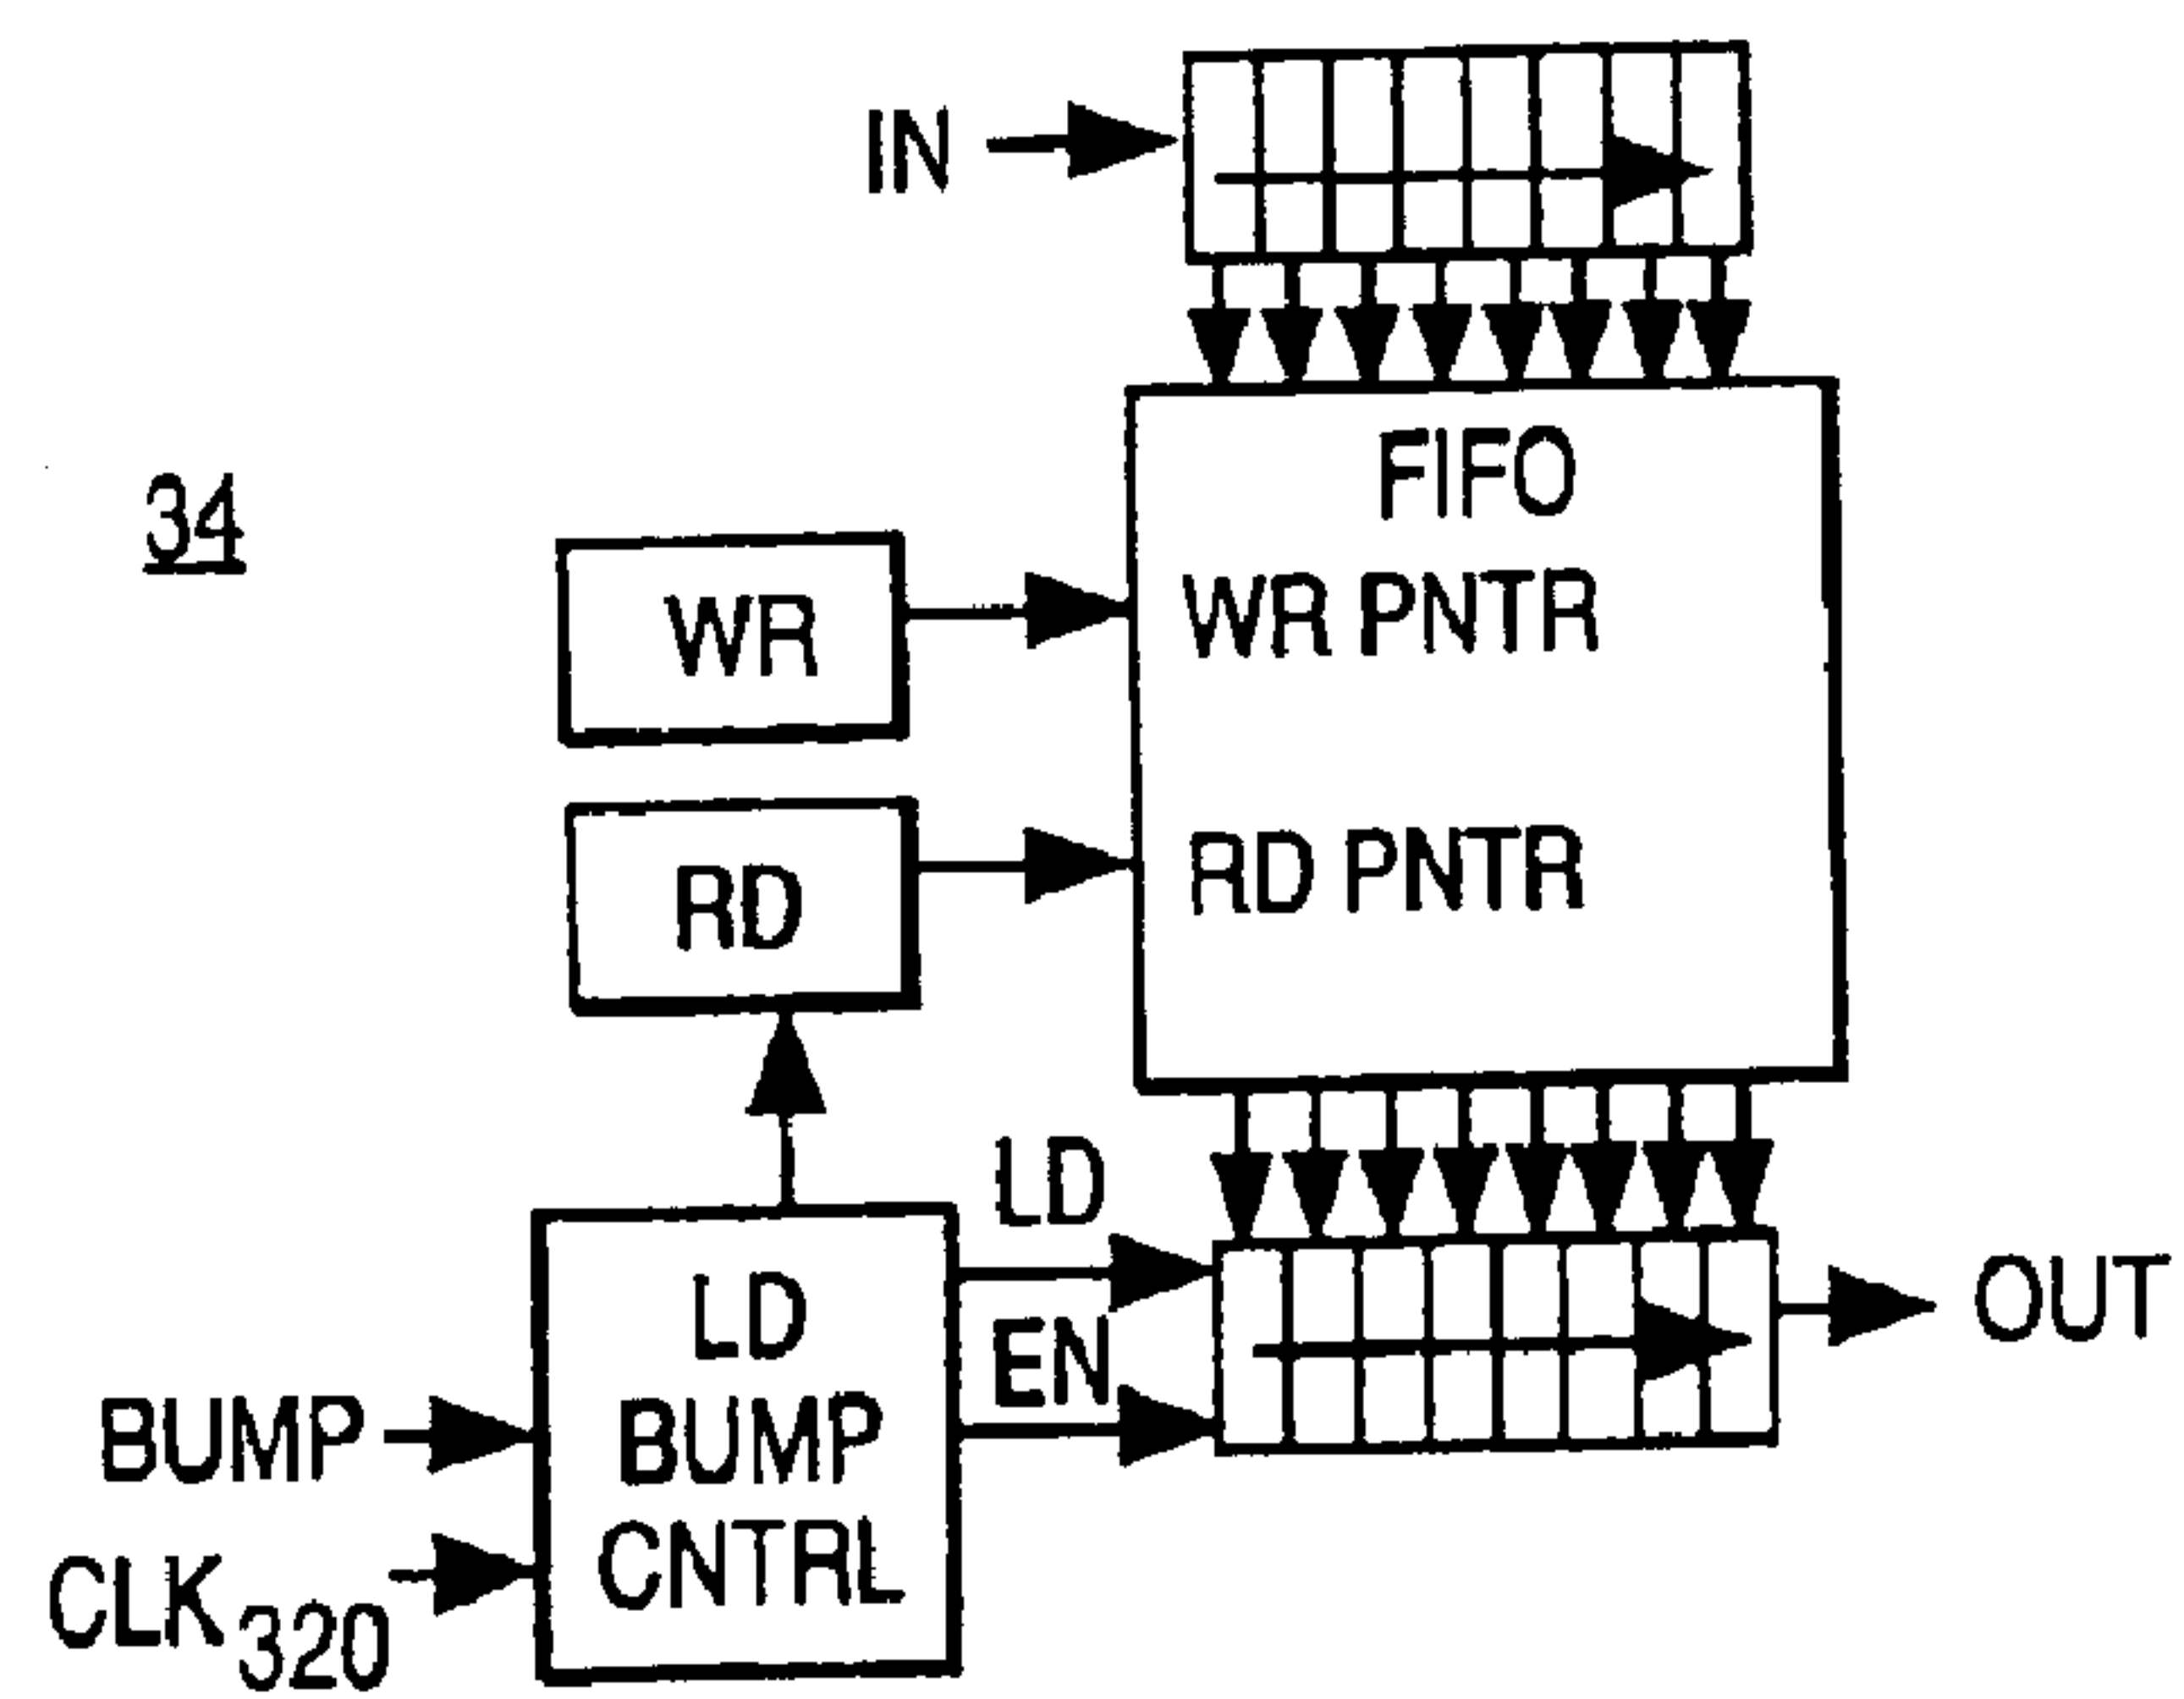 IN
34
FIFO
WR
WR PNTR
RD
RD PNTR
LD
LD
BUMP
CNTRL
EN
OUT
BUMP
CLK320